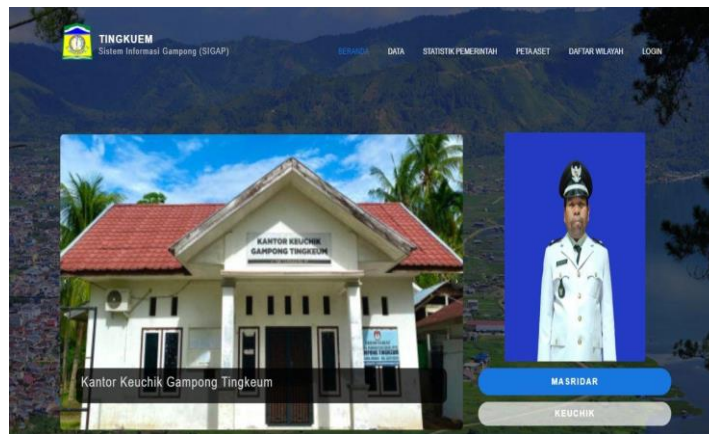 TINGKUEM
Sistem Informasi Gampong (SIGAP)
BERANDA DATA STATISTIK PEMERINTAH PETA ASET DAFTAR WILAYAH LOGIN
KANTOR KEUCHIK
GAMPONG TINGKEUM
Kantor Keuchik Gampong Tingkeum
MASRIDAR
KEUCHIK